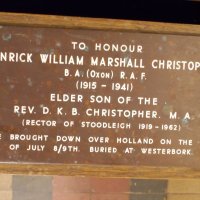 TO HONOUR
NRICK WILLIAM MARSHALL CHRISTOP
B.A. (OXON) R.A.F.
(1915 - 1941)
ELDER SON OF THE
REV. D. K. B. CHRISTOPHER. M.A.
(RECTOR OF STOODLEIGH 1919-1962)
E BROUGHT DOWN OVER HOLLAND ON THE
OF JULY 8/9TH. BURIED AT WESTERBORK.